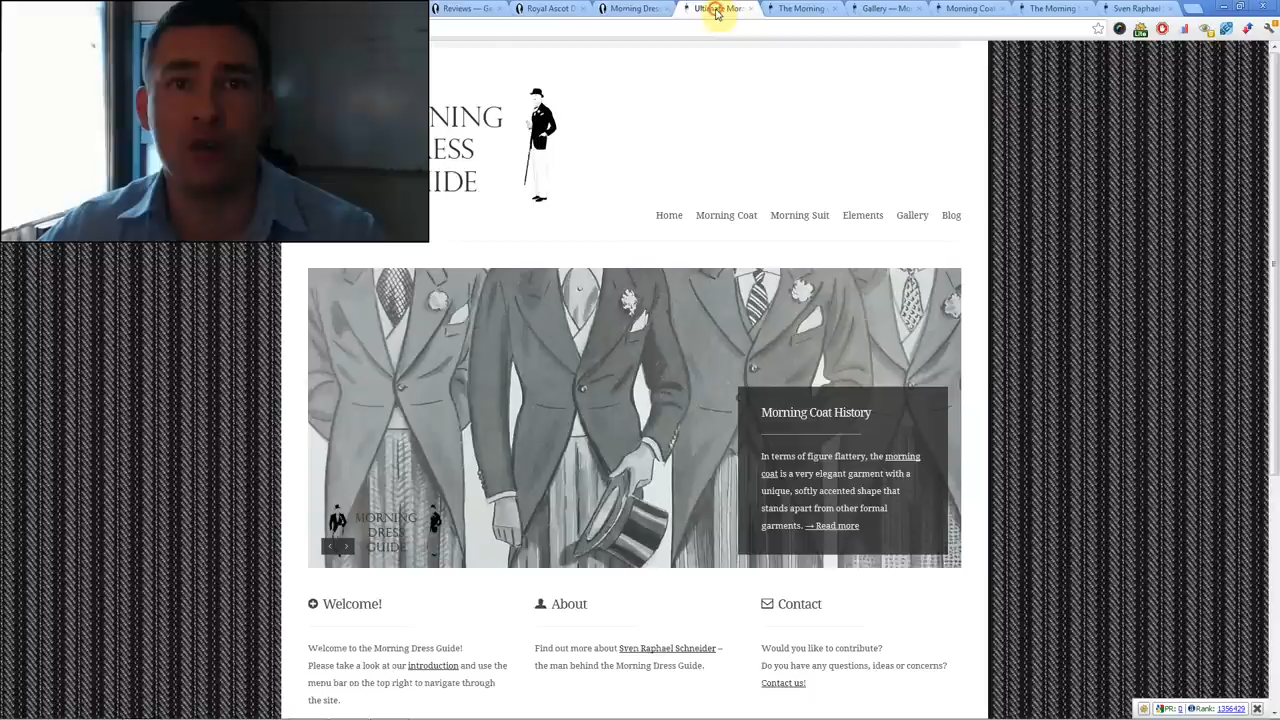 Reviews — Ge
Royal Ascot D
Morning Dres
Ultimate Mor
The Morning
Gallery — Mo
Morning Coat
The Morning
Sven Raphael
Lite
NING
RESS
IDE
Home Morning Coat Morning Suit Elements Gallery Blog
Morning Coat History
In terms of figure flattery, the morning
coat is a very elegant garment with a
unique, softly accented shape that
stands apart from other formal
garments. → Read more
MORNING
DRESS
GUIDE
Welcome!
Welcome to the Morning Dress Guide!
Please take a look at our introduction and use the
menu bar on the top right to navigate through
the site.
About
Find out more about Sven Raphael Schneider –
the man behind the Morning Dress Guide.
Contact
Would you like to contribute?
Do you have any questions, ideas or concerns?
Contact us!
PR: 0 Rank: 1356429